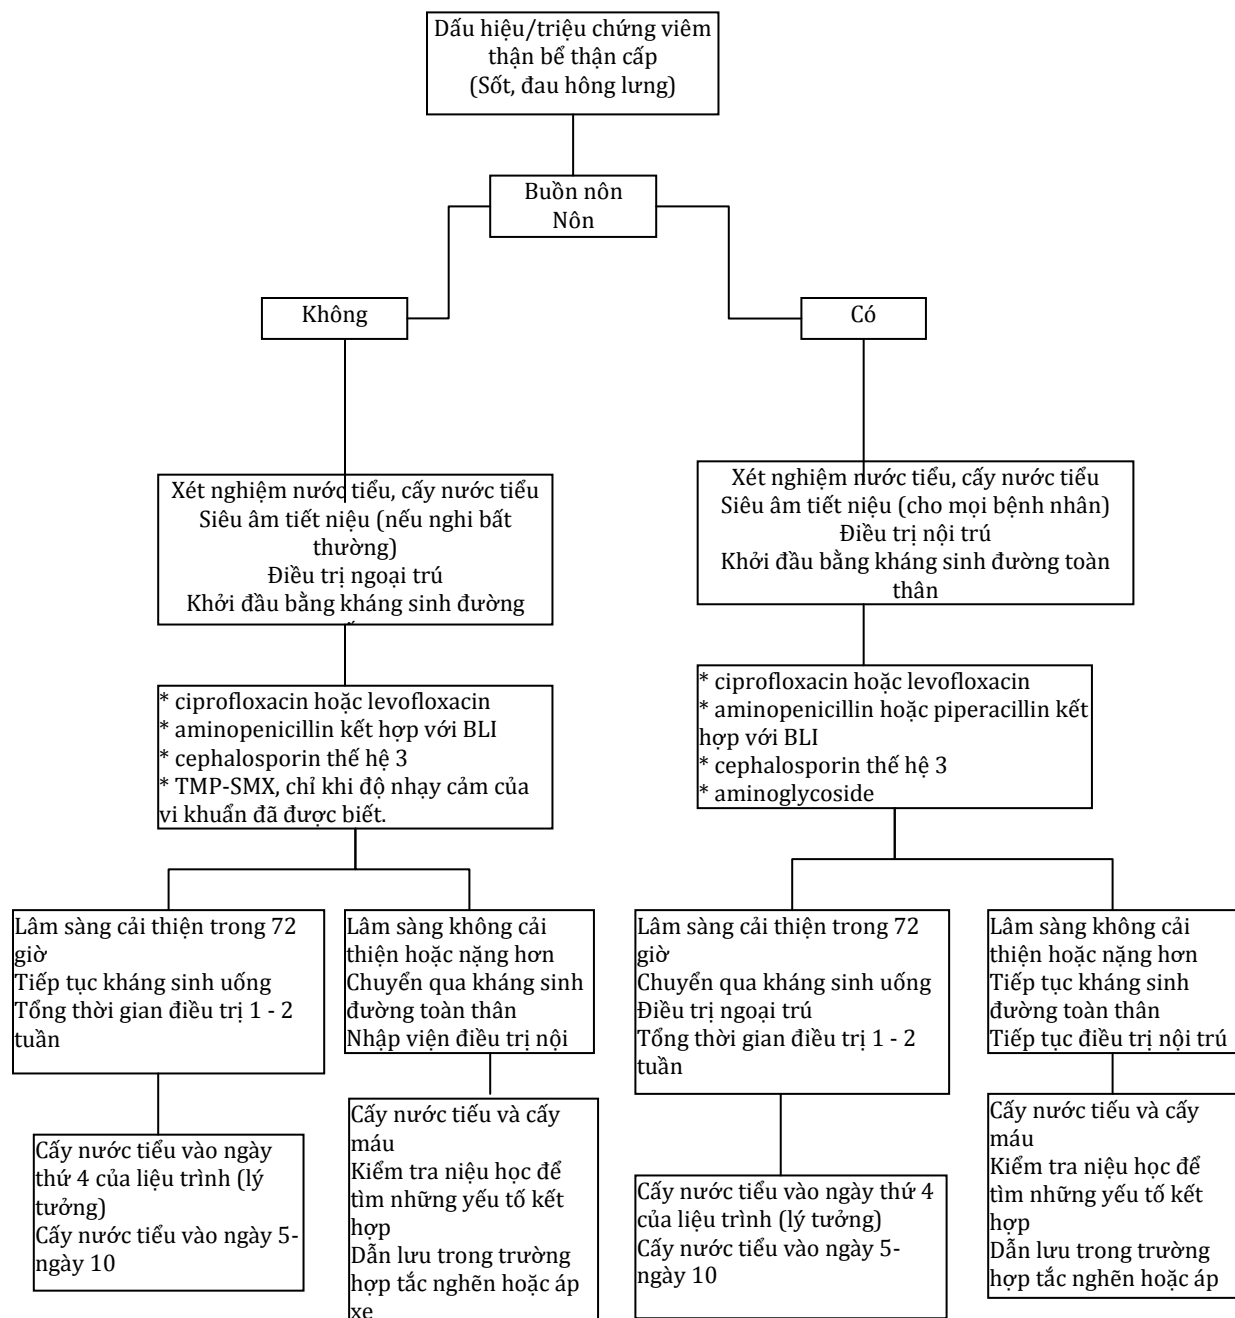 Dấu hiệu/triệu chứng viêm
thận bể thận cấp
(Sốt, đau hông lưng)
Buồn nôn
Nôn
Không
Có
Xét nghiệm nước tiểu, cấy nước tiểu
Siêu âm tiết niệu (nếu nghi bất
thường)
Điều trị ngoại trú
Khởi đầu bằng kháng sinh đường
Xét nghiệm nước tiểu, cấy nước tiểu
Siêu âm tiết niệu (cho mọi bệnh nhân)
Điều trị nội trú
Khởi đầu bằng kháng sinh đường toàn
thân
* ciprofloxacin hoặc levofloxacin
* aminopenicillin kết hợp với BLI
* cephalosporin thế hệ 3
* TMP-SMX, chỉ khi độ nhạy cảm của
vi khuẩn đã được biết.
* ciprofloxacin hoặc levofloxacin
* aminopenicillin hoặc piperacillin kết
hợp với BLI
* cephalosporin thế hệ 3
* aminoglycoside
Lâm sàng cải thiện trong 72
giờ
Tiếp tục kháng sinh uống
Tổng thời gian điều trị 1 - 2
tuần
Lâm sàng không cải
thiện hoặc nặng hơn
Chuyển qua kháng sinh
đường toàn thân
Nhập viện điều trị nội
Lâm sàng cải thiện trong 72
giờ
Chuyển qua kháng sinh uống
Điều trị ngoại trú
Tổng thời gian điều trị 1 - 2
tuần
Lâm sàng không cải
thiện hoặc nặng hơn
Tiếp tục kháng sinh
đường toàn thân
Tiếp tục điều trị nội trú
Cấy nước tiểu vào ngày
thứ 4 của liệu trình (lý
tưởng)
Cấy nước tiểu vào ngày 5-
ngày 10
Cấy nước tiếu và cấy
máu
Kiểm tra niệu học để
tìm những yếu tố kết
hợp
Dẫn lưu trong trường
hợp tắc nghẽn hoặc áp
xe
Cấy nước tiểu vào ngày thứ 4
của liệu trình (lý tưởng)
Cấy nước tiểu vào ngày 5-
ngày 10
Cấy nước tiếu và cấy
máu
Kiểm tra niệu học để
tìm những yếu tố kết
hợp
Dẫn lưu trong trường
hợp tắc nghẽn hoặc áp